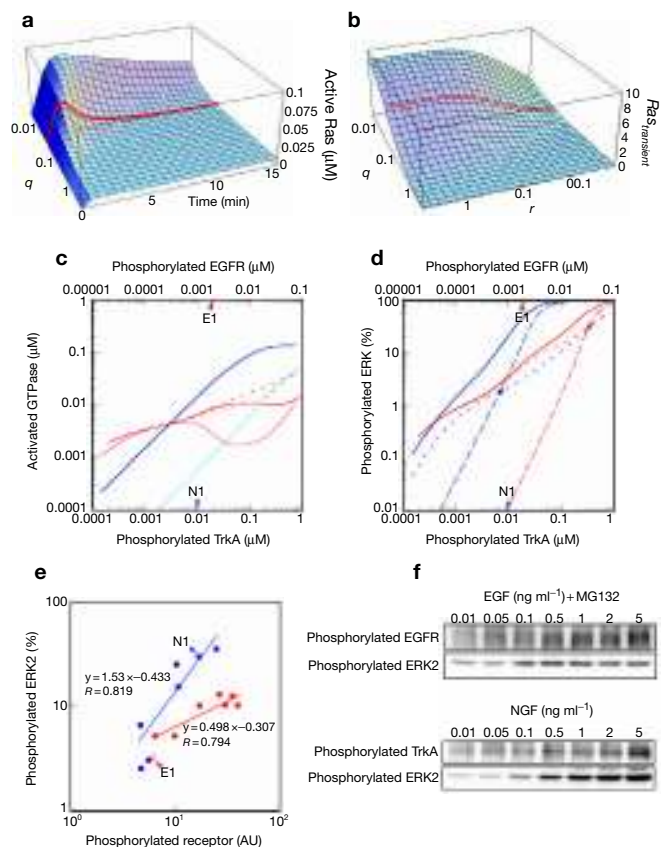 a
b
0.01
0.1
q
1
0
5
10
15
Time (min)
0.1
0.075
0.05
0.025
0
Active Ras (μM)
0.01
0.1
q
1
1
0.1
00.1
r
10
8
6
4
2
0
Ras transient
c
Phosphorylated EGFR (μM)
0.00001 0.0001 0.001 0.01 0.1
1
0.1
0.01
0.001
0.0001
Activated GTPase (μM)
E1
N1
0.0001 0.001 0.01 0.1 1
Phosphorylated TrkA (μM)
d
Phosphorylated EGFR (μM)
0.00001 0.0001 0.001 0.01 0.1
100
10
1
0.1
0.01
Phosphorylated ERK (%)
E1
N1
0.0001 0.001 0.01 0.1 1
Phosphorylated TrkA (μM)
e
100
10
1
Phosphorylated ERK2 (%)
N1
y=1.53×−0.433
R=0.819
y=0.498×−0.307
R=0.794
E1
10⁰ 10¹ 10²
Phosphorylated receptor (AU)
f
EGF (ng ml⁻¹)+MG132
0.01 0.05 0.1 0.5 1 2 5
Phosphorylated EGFR
Phosphorylated ERK2
NGF (ng ml⁻¹)
0.01 0.05 0.1 0.5 1 2 5
Phosphorylated TrkA
Phosphorylated ERK2